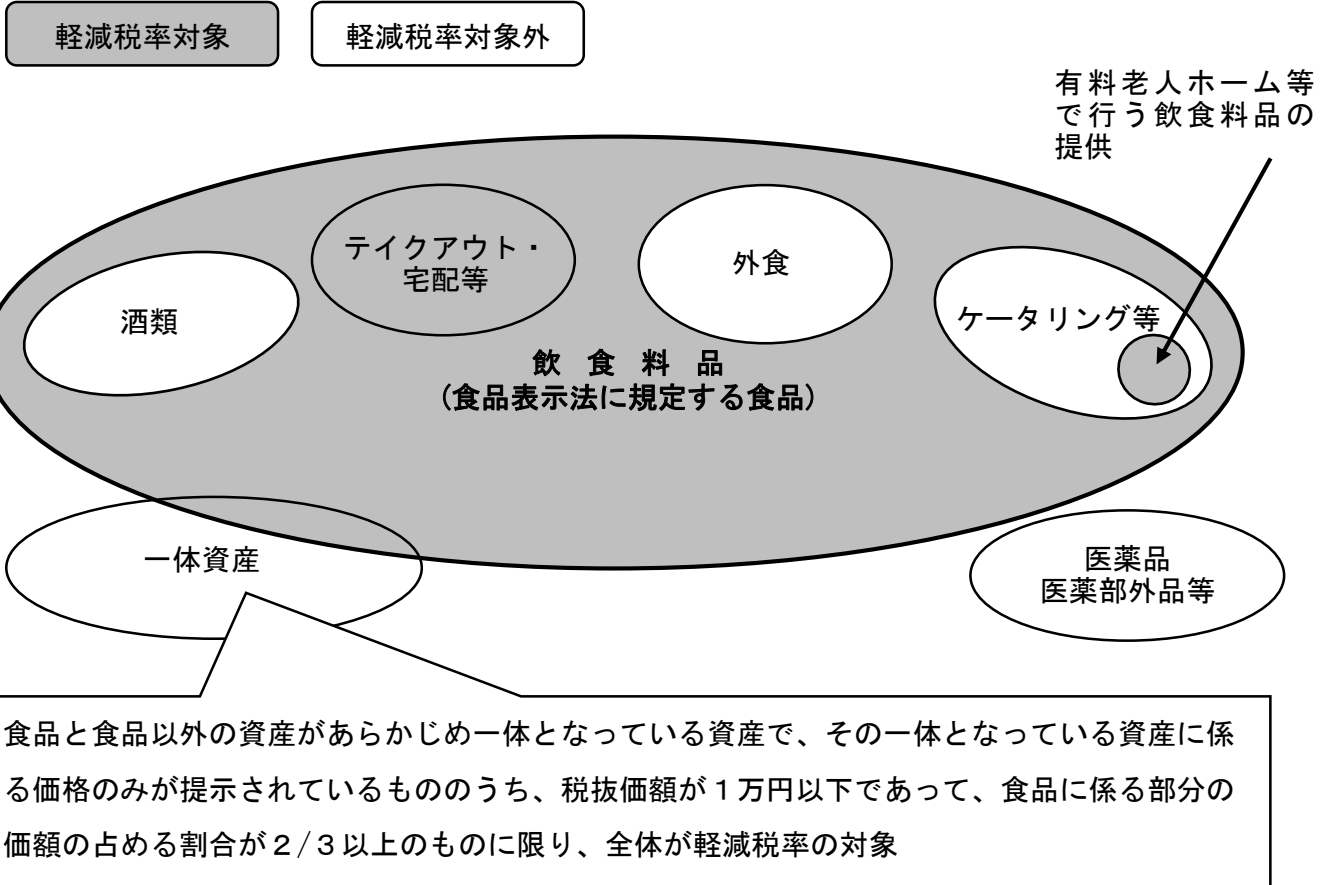 軽減税率対象
軽減税率対象外
有料老人ホーム等
で行う飲食料品の
提供
テイクアウト・
宅配等
外食
酒類
ケータリング等
飲食料品
(食品表示法に規定する食品)
一体資産
医薬品
医薬部外品等
食品と食品以外の資産があらかじめ一体となっている資産で、その一体となっている資産に係
る価格のみが提示されているもののうち、税抜価額が1万円以下であって、食品に係る部分の
価額の占める割合が2/3以上のものに限り、全体が軽減税率の対象